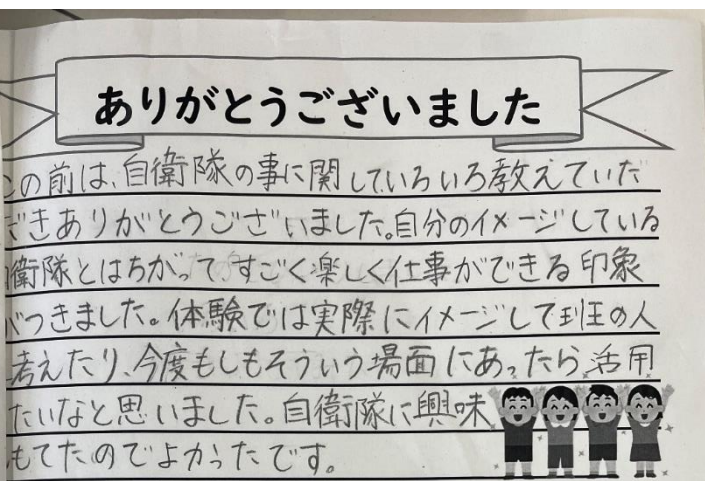 ありがとうございました
この前は、自衛隊の事に関していろいろ教えていただ
だきありがとうございました。自分のイメージしている
衛隊とはちがってすごく楽しく仕事ができる印象
がつきました。体験では実際にイメージして班の人
考えたり、今度もしもそういう場面にあったら、活用
たいなと思いました。自衛隊に興味
もてたのでよかったです。